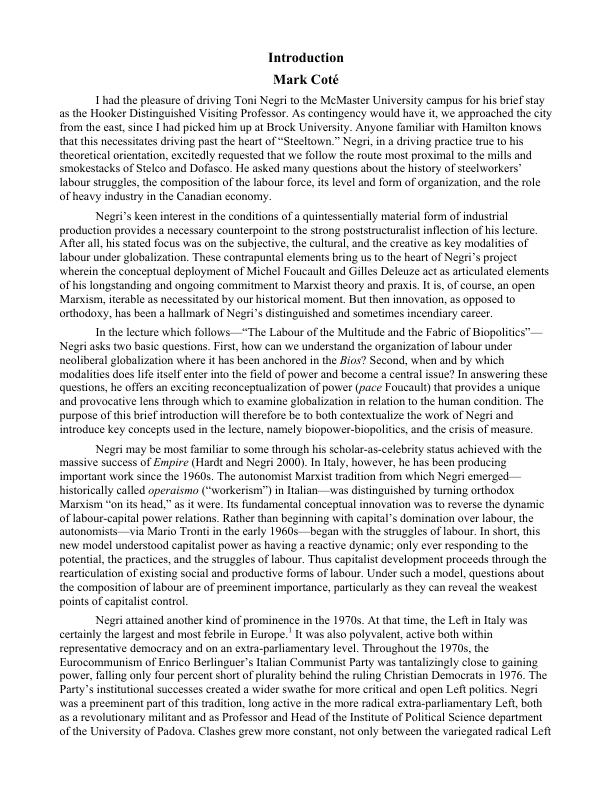 Introduction
Mark Coté
I had the pleasure of driving Toni Negri to the McMaster University campus for his brief stay
as the Hooker Distinguished Visiting Professor. As contingency would have it, we approached the city
from the east, since I had picked him up at Brock University. Anyone familiar with Hamilton knows
that this necessitates driving past the heart of “Steeltown.” Negri, in a driving practice true to his
theoretical orientation, excitedly requested that we follow the route most proximal to the mills and
smokestacks of Stelco and Dofasco. He asked many questions about the history of steelworkers’
labour struggles, the composition of the labour force, its level and form of organization, and the role
of heavy industry in the Canadian economy.
Negri’s keen interest in the conditions of a quintessentially material form of industrial
production provides a necessary counterpoint to the strong poststructuralist inflection of his lecture.
After all, his stated focus was on the subjective, the cultural, and the creative as key modalities of
labour under globalization. These contrapuntal elements bring us to the heart of Negri’s project
wherein the conceptual deployment of Michel Foucault and Gilles Deleuze act as articulated elements
of his longstanding and ongoing commitment to Marxist theory and praxis. It is, of course, an open
Marxism, iterable as necessitated by our historical moment. But then innovation, as opposed to
orthodoxy, has been a hallmark of Negri’s distinguished and sometimes incendiary career.
In the lecture which follows—“The Labour of the Multitude and the Fabric of Biopolitics”—
Negri asks two basic questions. First, how can we understand the organization of labour under
neoliberal globalization where it has been anchored in the Bios? Second, when and by which
modalities does life itself enter into the field of power and become a central issue? In answering these
questions, he offers an exciting reconceptualization of power (pace Foucault) that provides a unique
and provocative lens through which to examine globalization in relation to the human condition. The
purpose of this brief introduction will therefore be to both contextualize the work of Negri and
introduce key concepts used in the lecture, namely biopower-biopolitics, and the crisis of measure.
Negri may be most familiar to some through his scholar-as-celebrity status achieved with the
massive success of Empire (Hardt and Negri 2000). In Italy, however, he has been producing
important work since the 1960s. The autonomist Marxist tradition from which Negri emerged—
historically called operaismo (“workerism”) in Italian—was distinguished by turning orthodox
Marxism “on its head,” as it were. Its fundamental conceptual innovation was to reverse the dynamic
of labour-capital power relations. Rather than beginning with capital’s domination over labour, the
autonomists—via Mario Tronti in the early 1960s—began with the struggles of labour. In short, this
new model understood capitalist power as having a reactive dynamic; only ever responding to the
potential, the practices, and the struggles of labour. Thus capitalist development proceeds through the
rearticulation of existing social and productive forms of labour. Under such a model, questions about
the composition of labour are of preeminent importance, particularly as they can reveal the weakest
points of capitalist control.
Negri attained another kind of prominence in the 1970s. At that time, the Left in Italy was
certainly the largest and most febrile in Europe.1 It was also polyvalent, active both within
representative democracy and on an extra-parliamentary level. Throughout the 1970s, the
Eurocommunism of Enrico Berlinguer’s Italian Communist Party was tantalizingly close to gaining
power, falling only four percent short of plurality behind the ruling Christian Democrats in 1976. The
Party’s institutional successes created a wider swathe for more critical and open Left politics. Negri
was a preeminent part of this tradition, long active in the more radical extra-parliamentary Left, both
as a revolutionary militant and as Professor and Head of the Institute of Political Science department
of the University of Padova. Clashes grew more constant, not only between the variegated radical Left